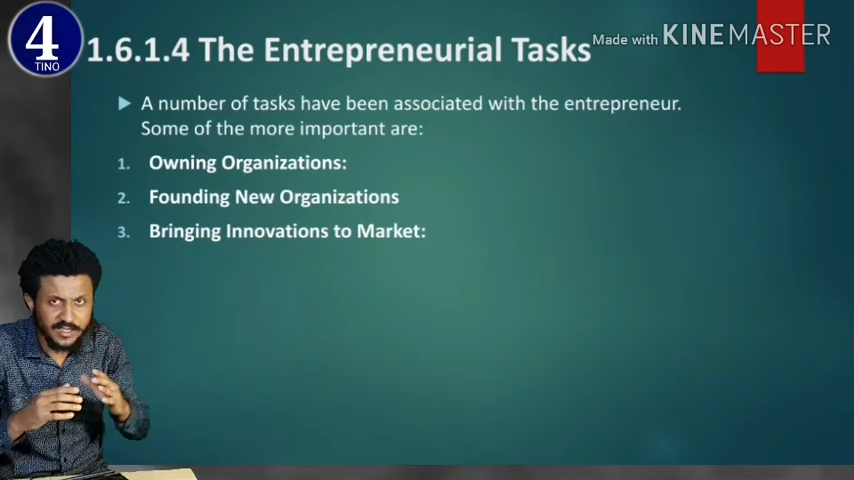 4
TINO
1.6.1.4 The Entrepreneurial Tasks
Made with KINEMASTER
A number of tasks have been associated with the entrepreneur.
Some of the more important are:
1. Owning Organizations:
2. Founding New Organizations
3. Bringing Innovations to Market: